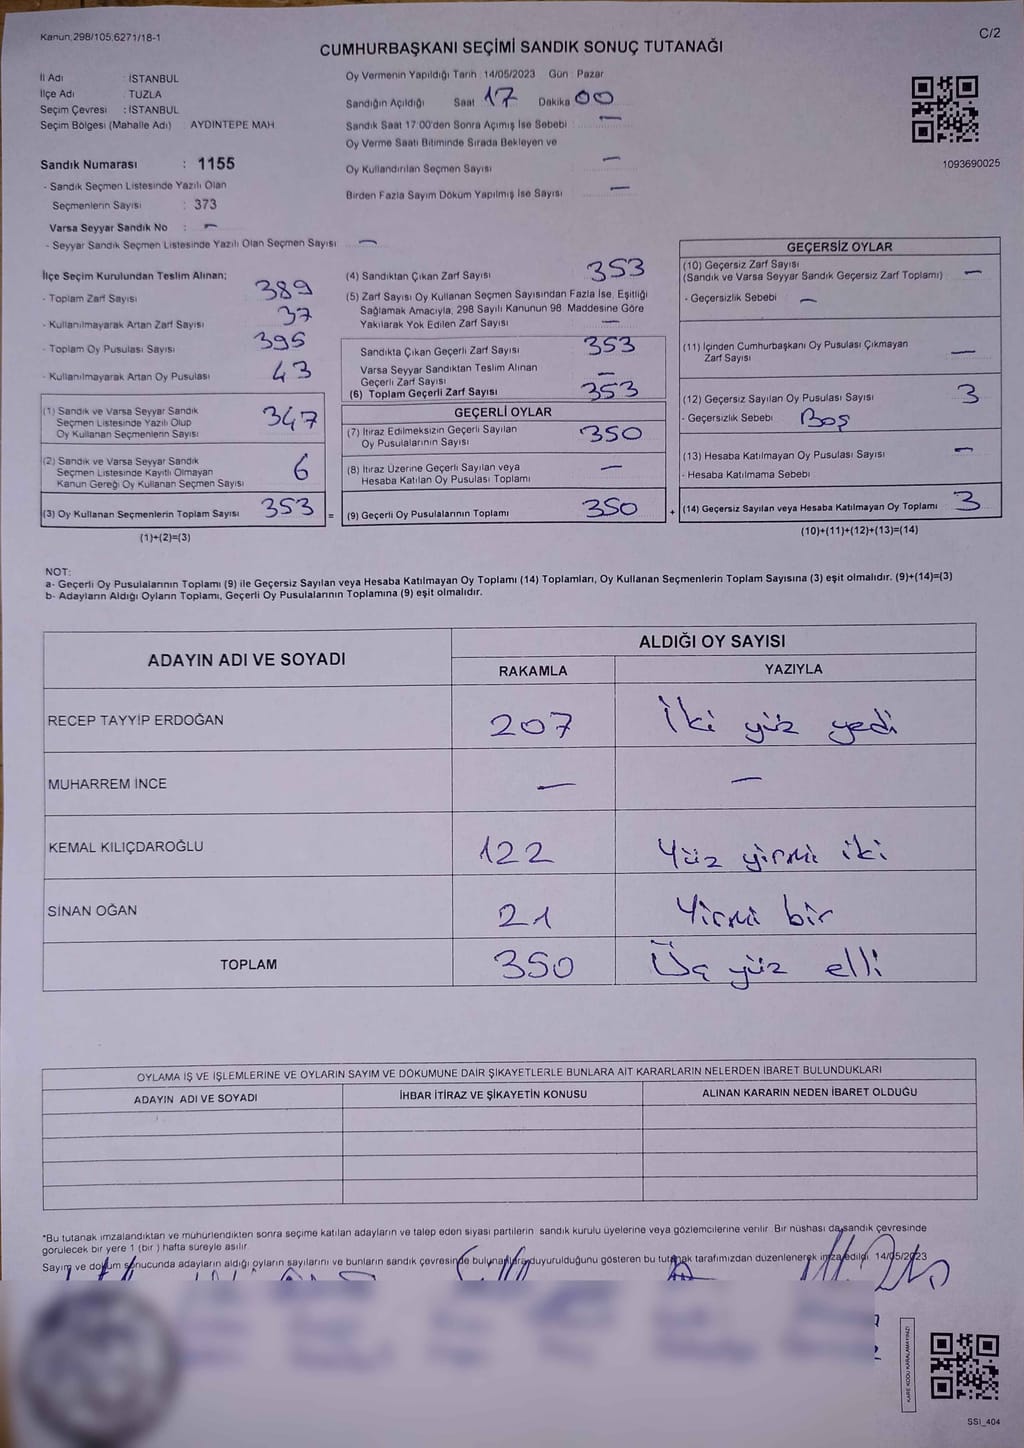 Kanun,298/105,6271/18-1
C/2
CUMHURBAŞKANI SEÇİMİ SANDIK SONUÇ TUTANAĞI
İl Adı : İSTANBUL
İlçe Adı : TUZLA
Seçim Çevresi : İSTANBUL
Seçim Bölgesi (Mahalle Adı) : AYDINTEPE MAH.
Oy Vermenin Yapıldığı Tarih : 14/05/2023 Gün : Pazar
Sandığın Açıldığı Saat 17 Dakika 00
Sandık Saat 17:00'den Sonra Açılmış İse Sebebi : —
Oy Verme Saati Bitiminde Sırada Bekleyen ve
Oy Kullandırılan Seçmen Sayısı —
Birden Fazla Sayım Döküm Yapılmış İse Sayısı —
1093690025
Sandık Numarası : 1155
- Sandık Seçmen Listesinde Yazılı Olan
Seçmenlerin Sayısı : 373
Varsa Seyyar Sandık No : —
- Seyyar Sandık Seçmen Listesinde Yazılı Olan Seçmen Sayısı —
İlçe Seçim Kurulundan Teslim Alınan;
- Toplam Zarf Sayısı 389
- Kullanılmayarak Artan Zarf Sayısı 37
- Toplam Oy Pusulası Sayısı 395
- Kullanılmayarak Artan Oy Pusulası 43
(1) Sandık ve Varsa Seyyar Sandık
Seçmen Listesinde Yazılı Olup
Oy Kullanan Seçmenlerin Sayısı 347
(2) Sandık ve Varsa Seyyar Sandık
Seçmen Listesinde Kayıtlı Olmayan
Kanun Gereği Oy Kullanan Seçmen Sayısı 6
(3) Oy Kullanan Seçmenlerin Toplam Sayısı 353 =
(1)+(2)=(3)
(4) Sandıktan Çıkan Zarf Sayısı 353
(5) Zarf Sayısı Oy Kullanan Seçmen Sayısından Fazla İse, Eşitliği
Sağlamak Amacıyla, 298 Sayılı Kanunun 98. Maddesine Göre
Yakılarak Yok Edilen Zarf Sayısı —
Sandıkta Çıkan Geçerli Zarf Sayısı 353
Varsa Seyyar Sandıktan Teslim Alınan
Geçerli Zarf Sayısı —
(6) Toplam Geçerli Zarf Sayısı 353
GEÇERLİ OYLAR
(7) İtiraz Edilmeksizin Geçerli Sayılan
Oy Pusulalarının Sayısı 350
(8) İtiraz Üzerine Geçerli Sayılan veya
Hesaba Katılan Oy Pusulası Toplamı —
(9) Geçerli Oy Pusulalarının Toplamı 350 +
GEÇERSİZ OYLAR
(10) Geçersiz Zarf Sayısı
(Sandık ve Varsa Seyyar Sandık Geçersiz Zarf Toplamı) —
- Geçersizlik Sebebi : —
(11) İçinden Cumhurbaşkanı Oy Pusulası Çıkmayan
Zarf Sayısı —
(12) Geçersiz Sayılan Oy Pusulası Sayısı 3
- Geçersizlik Sebebi : Boş
(13) Hesaba Katılmayan Oy Pusulası Sayısı —
- Hesaba Katılmama Sebebi
(14) Geçersiz Sayılan veya Hesaba Katılmayan Oy Toplamı 3
(10)+(11)+(12)+(13)=(14)
NOT:
a- Geçerli Oy Pusulalarının Toplamı (9) ile Geçersiz Sayılan veya Hesaba Katılmayan Oy Toplamı (14) Toplamları, Oy Kullanan Seçmenlerin Toplam Sayısına (3) eşit olmalıdır. (9)+(14)=(3)
b- Adayların Aldığı Oyların Toplamı, Geçerli Oy Pusulalarının Toplamına (9) eşit olmalıdır.
ADAYIN ADI VE SOYADI
ALDIĞI OY SAYISI
RAKAMLA YAZIYLA
RECEP TAYYİP ERDOĞAN 207 İki yüz yedi
MUHARREM İNCE — —
KEMAL KILIÇDAROĞLU 122 Yüz yirmi iki
SİNAN OĞAN 21 Yirmi bir
TOPLAM 350 Üç yüz elli
OYLAMA İŞ VE İŞLEMLERİNE VE OYLARIN SAYIM VE DÖKÜMÜNE DAİR ŞİKAYETLERLE BUNLARA AİT KARARLARIN NELERDEN İBARET BULUNDUKLARI
ADAYIN ADI VE SOYADI İHBAR İTİRAZ VE ŞİKAYETİN KONUSU ALINAN KARARIN NEDEN İBARET OLDUĞU
*Bu tutanak imzalandıktan ve mühürlendikten sonra seçime katılan adayların ve talep eden siyasi partilerin sandık kurulu üyelerine veya gözlemcilerine verilir. Bir nüshası da sandık çevresinde
görülecek bir yere 1 (bir) hafta süreyle asılır.
Sayım ve döküm sonucunda adayların aldığı oyların sayılarını ve bunların sandık çevresinde bulunanlara duyurulduğunu gösteren bu tutanak tarafımızdan düzenlenerek imza edildi. 14/05/2023
KARE KODU KARALAMAYINIZ!
SSI_404